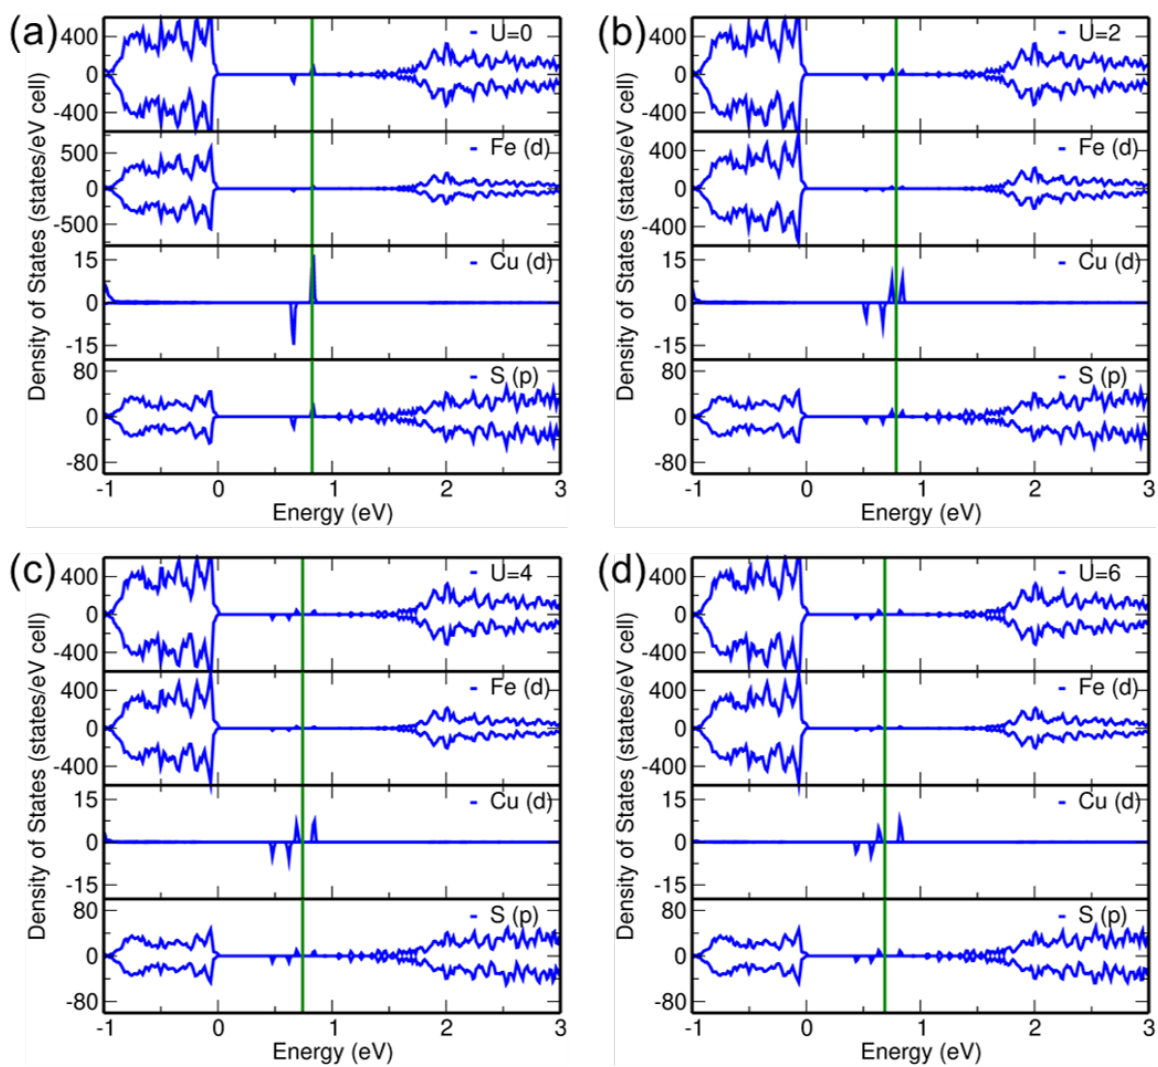 (a)
Density of States (states/eV cell)
400
0
-400
U=0
500
0
-500
Fe (d)
15
0
-15
Cu (d)
80
0
-80
S (p)
-1 0 1 2 3
Energy (eV)
(b)
Density of States (states/eV cell)
400
0
-400
U=2
400
0
-400
Fe (d)
15
0
-15
Cu (d)
80
0
-80
S (p)
-1 0 1 2 3
Energy (eV)
(c)
Density of States (states/eV cell)
400
0
-400
U=4
400
0
-400
Fe (d)
15
0
-15
Cu (d)
80
0
-80
S (p)
-1 0 1 2 3
Energy (eV)
(d)
Density of States (states/eV cell)
400
0
-400
U=6
400
0
-400
Fe (d)
15
0
-15
Cu (d)
80
0
-80
S (p)
-1 0 1 2 3
Energy (eV)